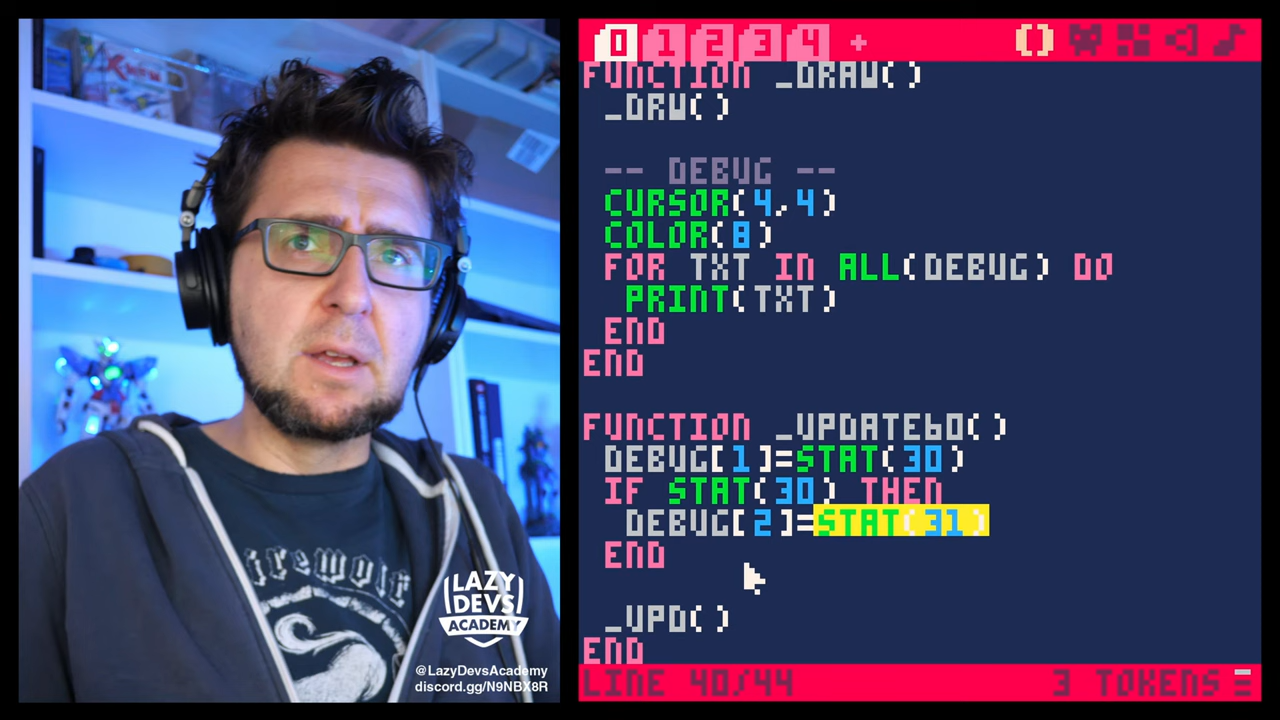 0 1 2 3 4 +
FUNCTION _DRAW()
_DRW()
-- DEBUG --
CURSOR(4,4)
COLOR(8)
FOR TXT IN ALL(DEBUG) DO
PRINT(TXT)
END
END
FUNCTION _UPDATE60()
DEBUG[1]=STAT(30)
IF STAT(30) THEN
DEBUG[2]=STAT(31)
END
_UPD()
END
LINE 40/44 3 TOKENS
LAZY
DEVS
ACADEMY
@LazyDevsAcademy
discord.gg/N9NBX8R